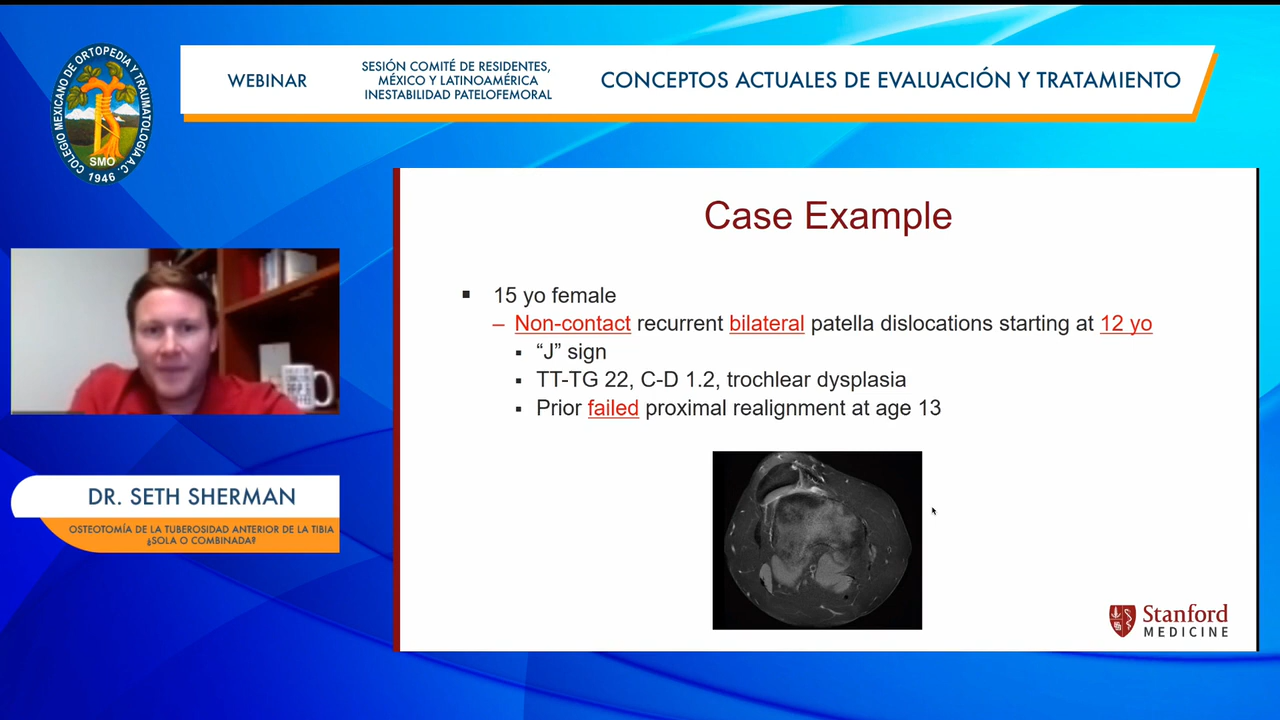 COLEGIO MEXICANO DE ORTOPEDIA Y TRAUMATOLOGIA A.C.
SMO
1946
WEBINAR
SESIÓN COMITÉ DE RESIDENTES,
MÉXICO Y LATINOAMÉRICA
INESTABILIDAD PATELOFEMORAL
CONCEPTOS ACTUALES DE EVALUACIÓN Y TRATAMIENTO
Case Example
▪ 15 yo female
– Non-contact recurrent bilateral patella dislocations starting at 12 yo
▪ “J” sign
▪ TT-TG 22, C-D 1.2, trochlear dysplasia
▪ Prior failed proximal realignment at age 13
DR. SETH SHERMAN
OSTEOTOMÍA DE LA TUBEROSIDAD ANTERIOR DE LA TIBIA
¿SOLA O COMBINADA?
Stanford
MEDICINE